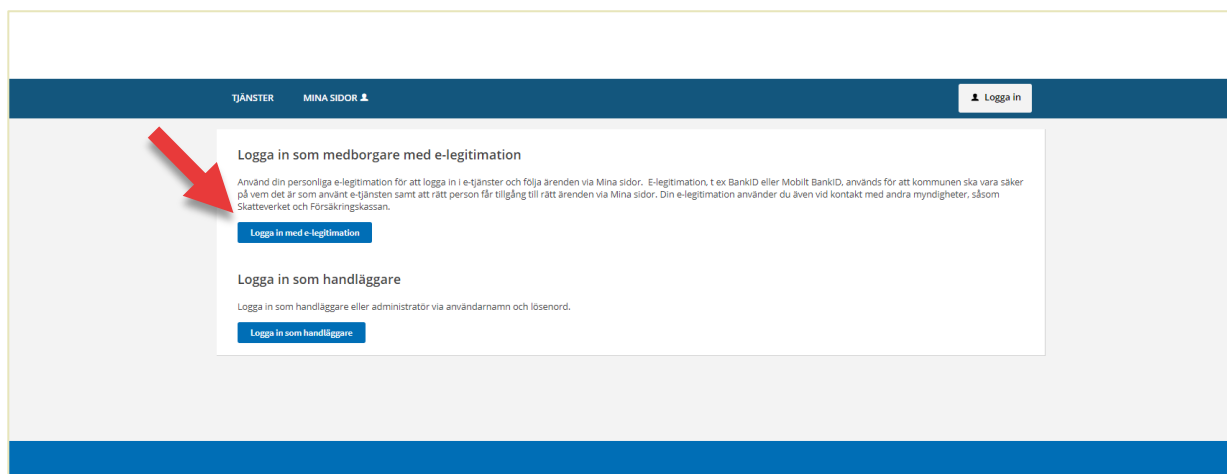 TJÄNSTER MINA SIDOR Logga in
Logga in som medborgare med e-legitimation
Använd din personliga e-legitimation för att logga in i e-tjänster och följa ärenden via Mina sidor. E-legitimation, t ex BankID eller Mobilt BankID, används för att kommunen ska vara säker
på vem det är som använt e-tjänsten samt att rätt person får tillgång till rätt ärenden via Mina sidor. Din e-legitimation använder du även vid kontakt med andra myndigheter, såsom
Skatteverket och Försäkringskassan.
Logga in med e-legitimation
Logga in som handläggare
Logga in som handläggare eller administratör via användarnamn och lösenord.
Logga in som handläggare